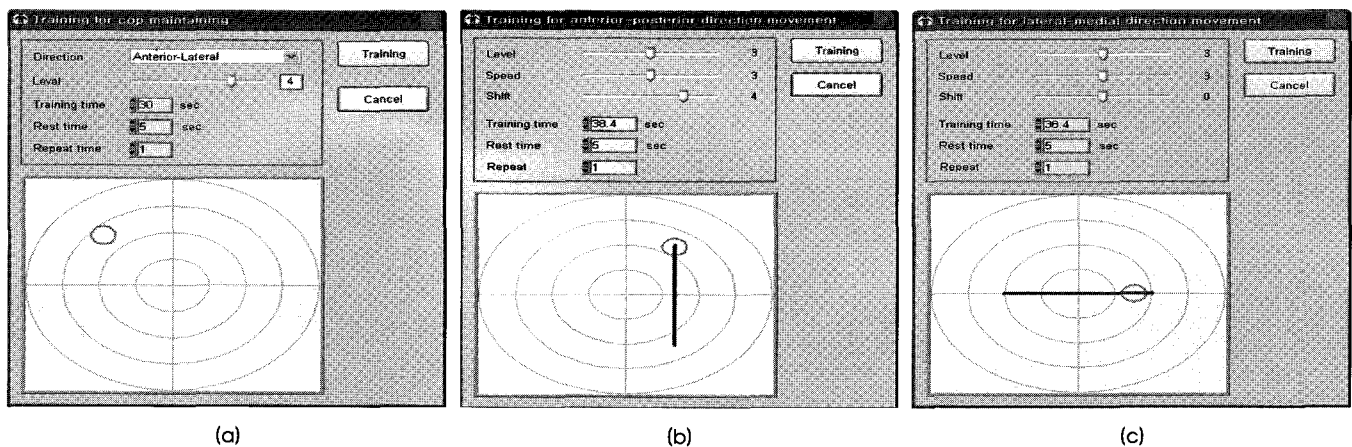 Training for cop maintaining
Direction Anterior-Lateral
Level 4
Training time 30 sec
Rest time 5 sec
Repeat time 1
Training
Cancel
Training for anterior-posterior direction movement
Level 3
Speed 3
Shift 4
Training time 38.4 sec
Rest time 5 sec
Repeat 1
Training
Cancel
Training for lateral-medial direction movement
Level 3
Speed 3
Shift 0
Training time 36.4 sec
Rest time 5 sec
Repeat 1
Training
Cancel
(a)
(b)
(c)